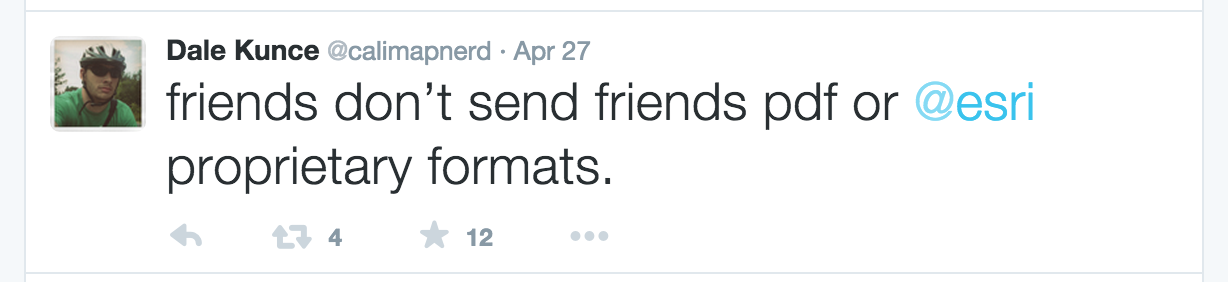 Dale Kunce @calimapnerd · Apr 27
friends don’t send friends pdf or @esri
proprietary formats.
4 12